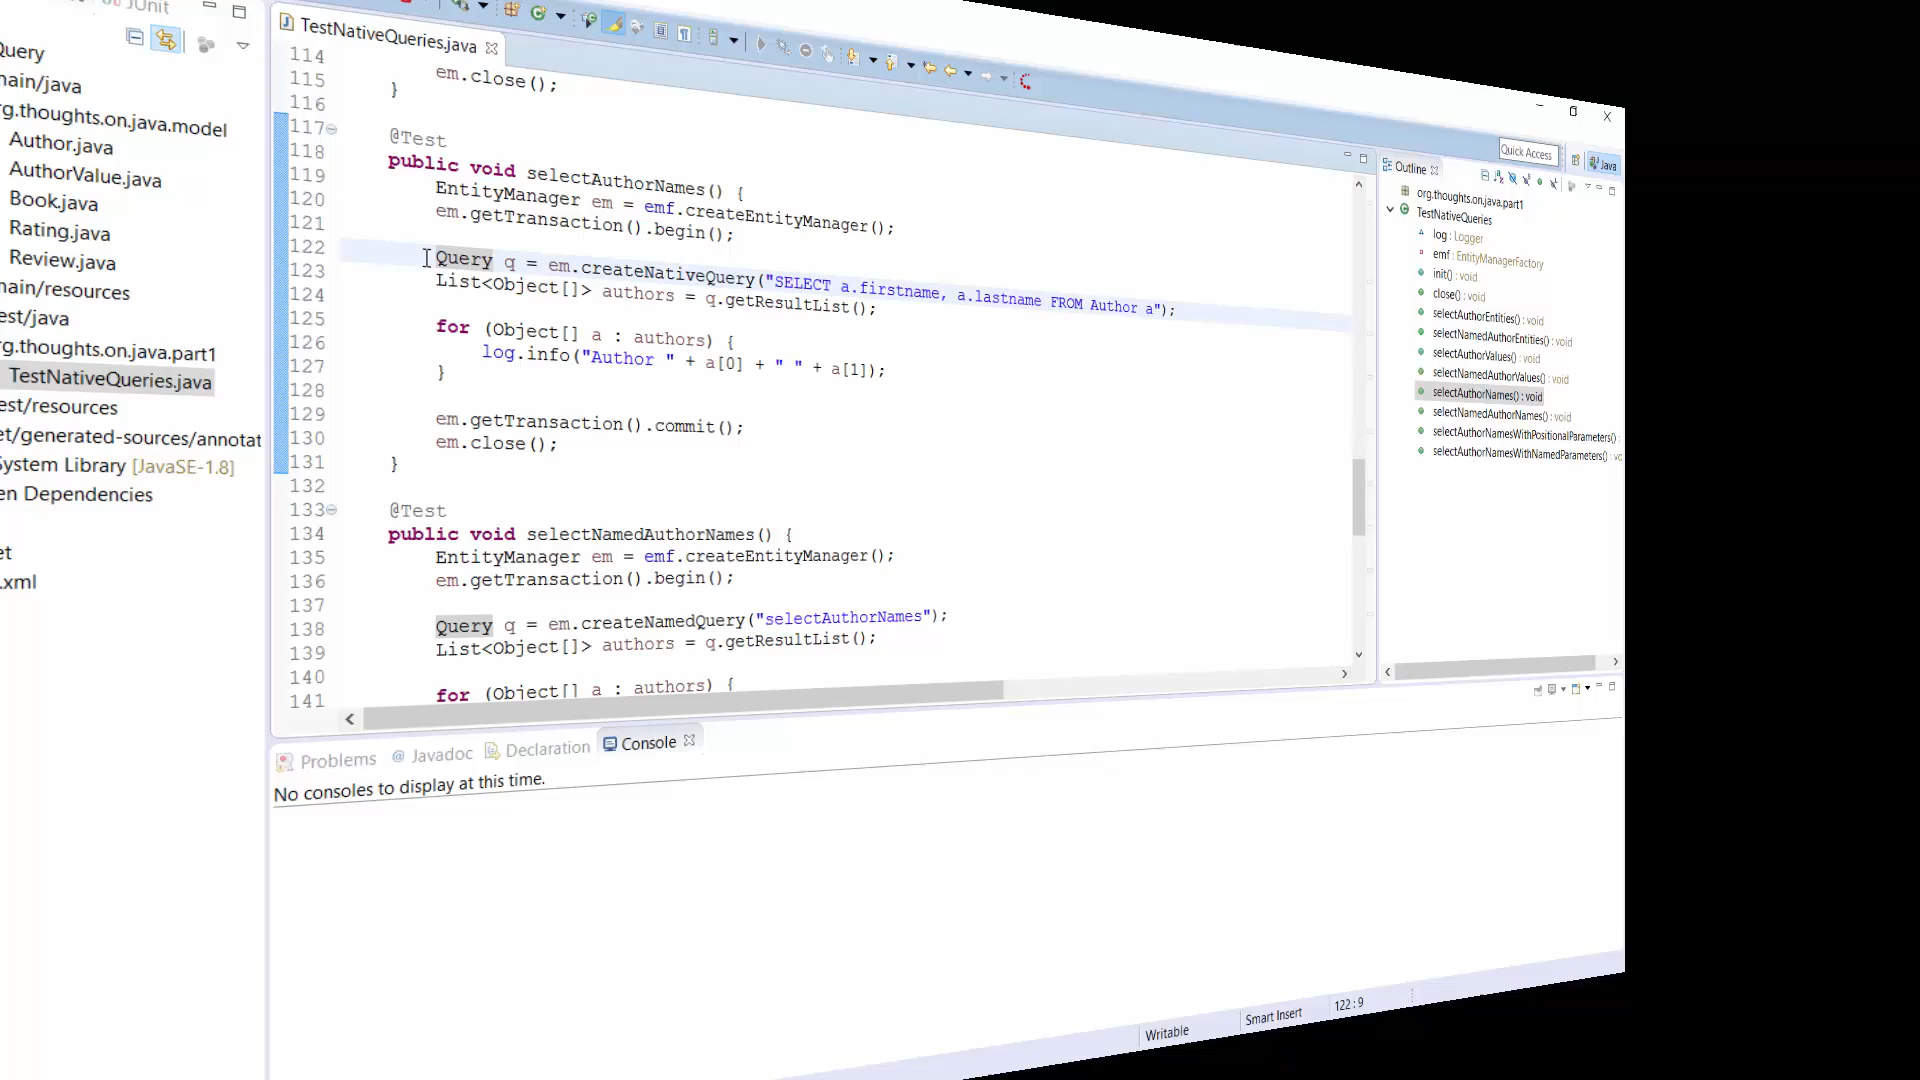 JUnit
Query
main/java
rg.thoughts.on.java.model
Author.java
AuthorValue.java
Book.java
Rating.java
Review.java
main/resources
est/java
rg.thoughts.on.java.part1
TestNativeQueries.java
est/resources
et/generated-sources/annotat
System Library [JavaSE-1.8]
en Dependencies
et
.xml
TestNativeQueries.java
114
115 em.close();
116 }
117
118 @Test
119 public void selectAuthorNames() {
120 EntityManager em = emf.createEntityManager();
121 em.getTransaction().begin();
122
123 Query q = em.createNativeQuery("SELECT a.firstname, a.lastname FROM Author a");
124 List<Object[]> authors = q.getResultList();
125
126 for (Object[] a : authors) {
127 log.info("Author " + a[0] + " " + a[1]);
128 }
129
130 em.getTransaction().commit();
131 em.close();
132 }
133
134 @Test
135 public void selectNamedAuthorNames() {
136 EntityManager em = emf.createEntityManager();
137 em.getTransaction().begin();
138
139 Query q = em.createNamedQuery("selectAuthorNames");
140 List<Object[]> authors = q.getResultList();
141
for (Object[] a : authors) {
Quick Access
Java
Outline
org.thoughts.on.java.part1
TestNativeQueries
log : Logger
emf : EntityManagerFactory
init() : void
close() : void
selectAuthorEntities() : void
selectNamedAuthorEntities() : void
selectAuthorValues() : void
selectNamedAuthorValues() : void
selectAuthorNames() : void
selectNamedAuthorNames() : void
selectAuthorNamesWithPositionalParameters() :
selectAuthorNamesWithNamedParameters() : vo
Problems @ Javadoc Declaration Console
No consoles to display at this time.
Writable
Smart Insert
122 : 9